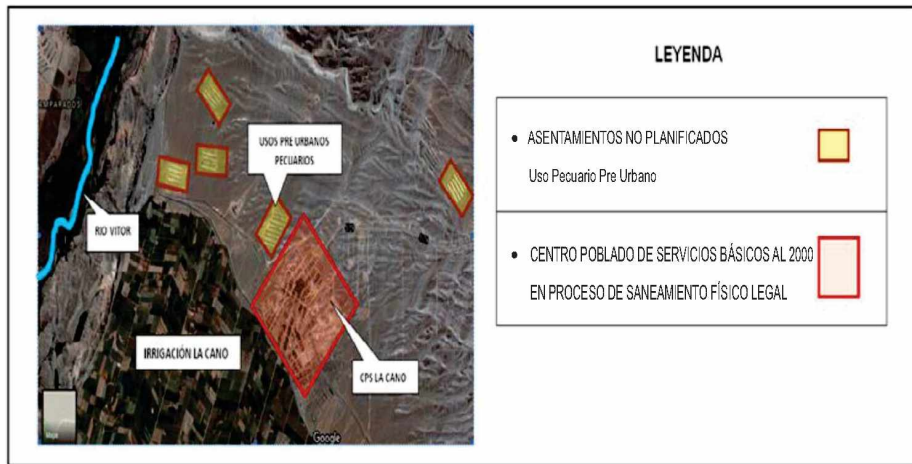 AMPARADOS
USOS PRE URBANOS
PECUARIOS
RIO VITOR
IRRIGACIÓN LA CANO
CPS LA CANO
Google
LEYENDA
• ASENTAMIENTOS NO PLANIFICADOS
Uso Pecuario Pre Urbano
• CENTRO POBLADO DE SERVICIOS BÁSICOS AL 2000
EN PROCESO DE SANEAMIENTO FÍSICO LEGAL